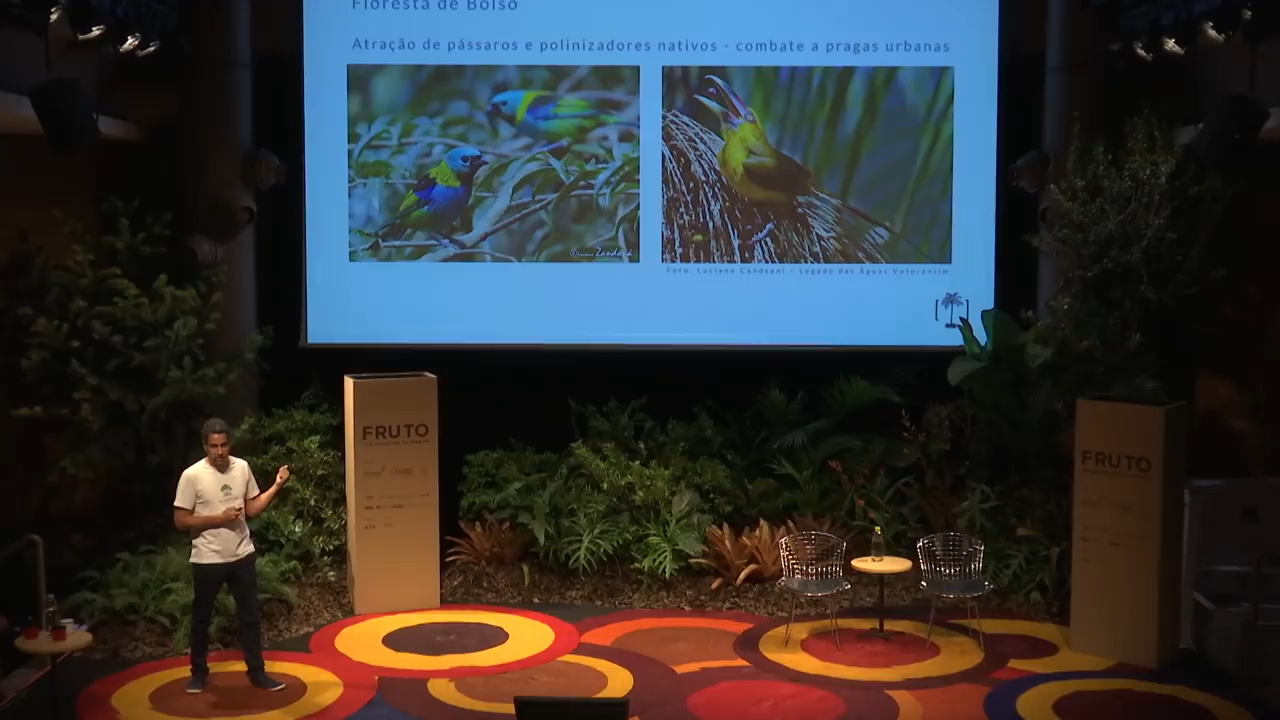 Floresta de Bolso
Atração de pássaros e polinizadores nativos - combate a pragas urbanas
Zandoná
Foto: Luciano Candisani - Legado das Águas Votorantim
FRUTO
FRUTO